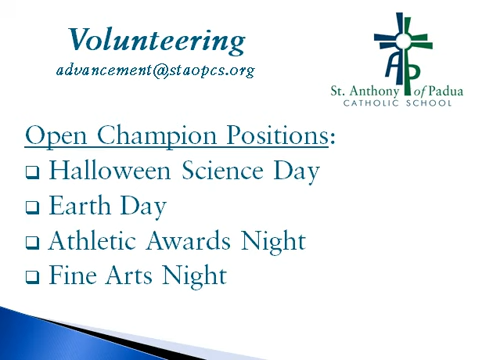 Volunteering
advancement@staopcs.org
AP
St. Anthony of Padua
CATHOLIC SCHOOL
Open Champion Positions:
Halloween Science Day
Earth Day
Athletic Awards Night
Fine Arts Night